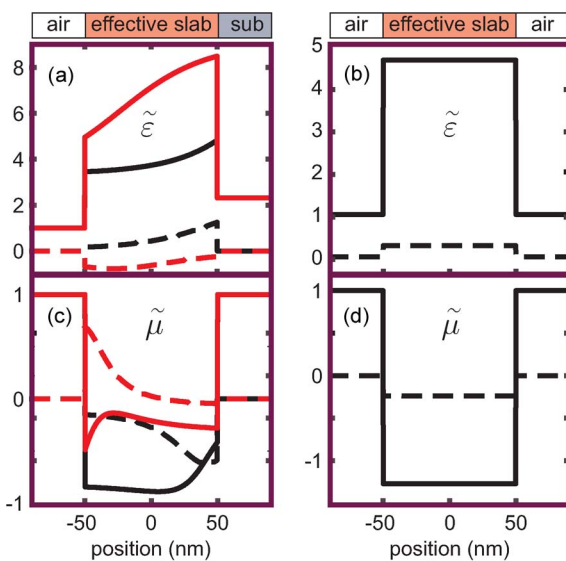 air effective slab sub
air effective slab air
(a) ε̃
8
6
4
2
0
(b) ε̃
5
4
3
2
1
0
(c) μ̃
1
0
-1
(d) μ̃
1
0
-1
-50 0 50
position (nm)
-50 0 50
position (nm)